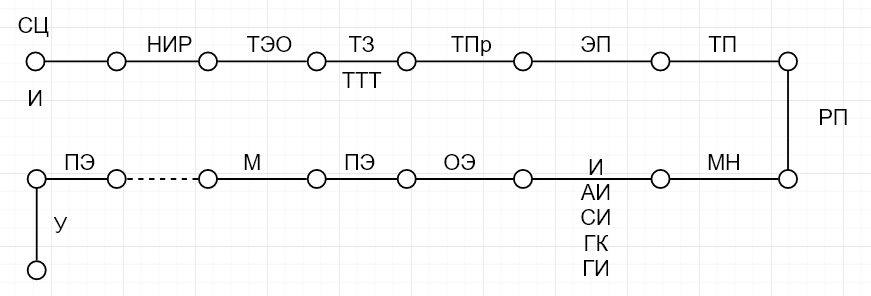 СЦ
НИР
ТЭО
ТЗ
ТПр
ЭП
ТП
И
ТТТ
РП
ПЭ
М
ПЭ
ОЭ
И
МН
АИ
СИ
ГК
ГИ
У